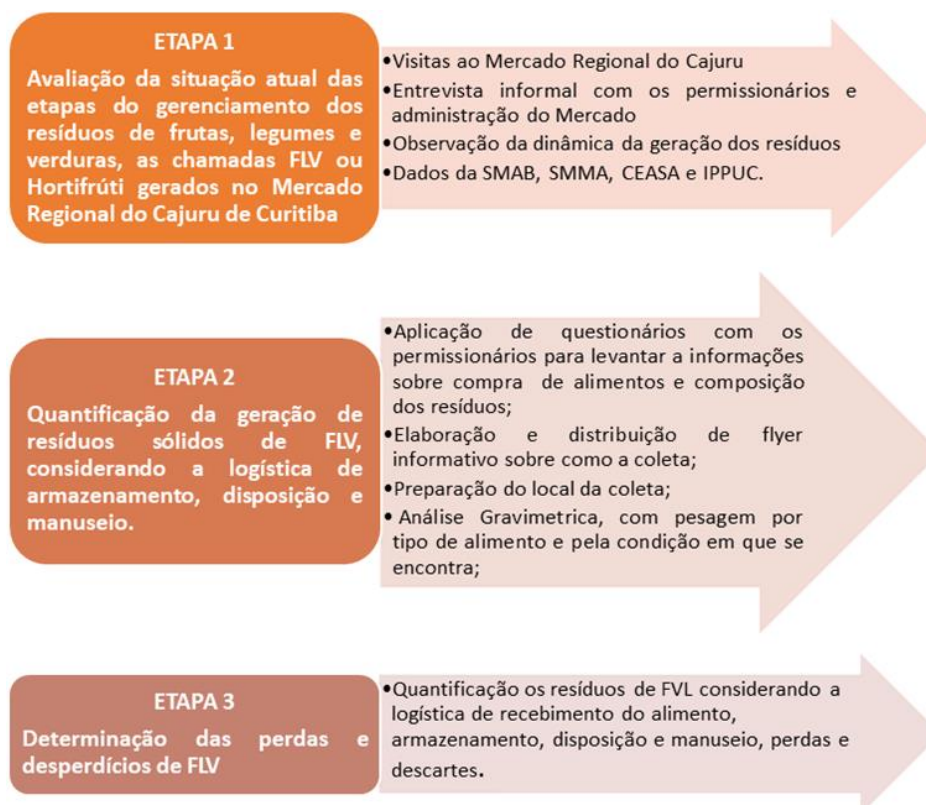 ETAPA 1
Avaliação da situação atual das
etapas do gerenciamento dos
resíduos de frutas, legumes e
verduras, as chamadas FLV ou
Hortifrúti gerados no Mercado
Regional do Cajuru de Curitiba
•Visitas ao Mercado Regional do Cajuru
•Entrevista informal com os permissionários e
administração do Mercado
•Observação da dinâmica da geração dos resíduos
•Dados da SMAB, SMMA, CEASA e IPPUC.
ETAPA 2
Quantificação da geração de
resíduos sólidos de FLV,
considerando a logística de
armazenamento, disposição e
manuseio.
•Aplicação de questionários com os
permissionários para levantar a informações
sobre compra de alimentos e composição
dos resíduos;
•Elaboração e distribuição de flyer
informativo sobre como a coleta;
•Preparação do local da coleta;
• Análise Gravimetrica, com pesagem por
tipo de alimento e pela condição em que se
encontra;
ETAPA 3
Determinação das perdas e
desperdícios de FLV
•Quantificação os resíduos de FVL considerando a
logística de recebimento do alimento,
armazenamento, disposição e manuseio, perdas e
descartes.